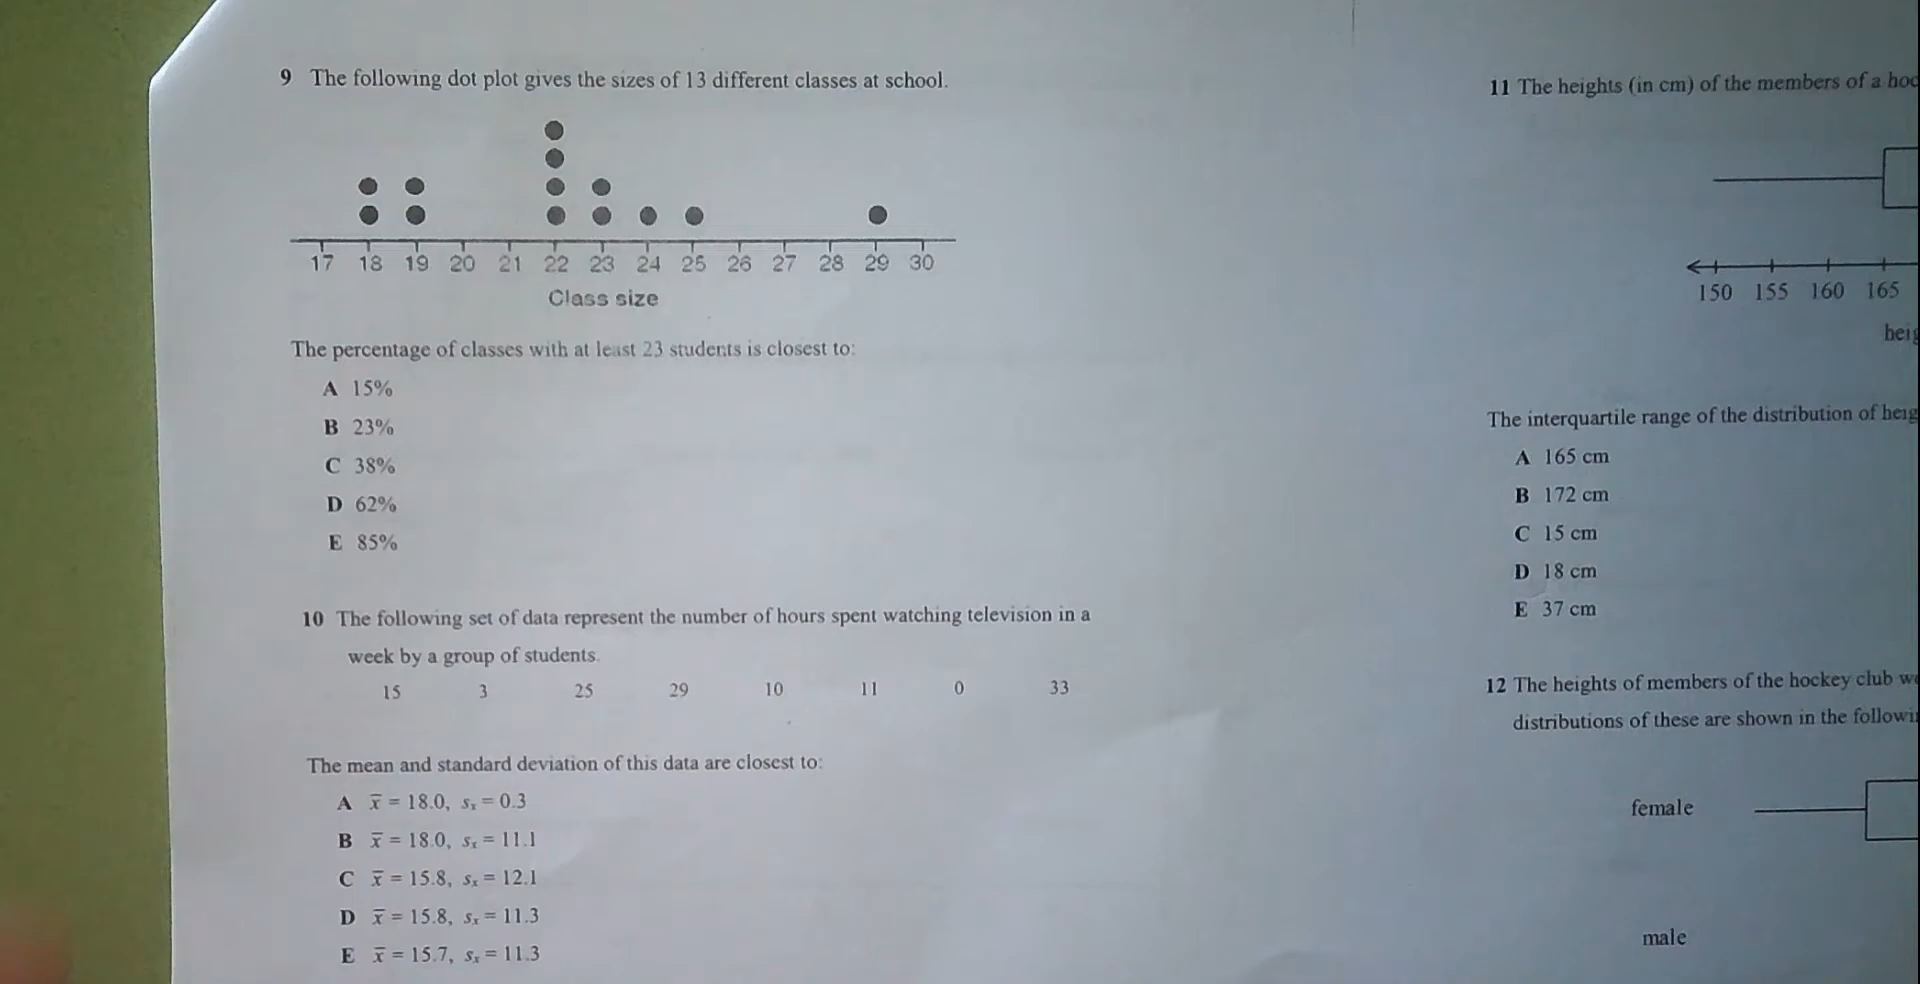 9 The following dot plot gives the sizes of 13 different classes at school.
17 18 19 20 21 22 23 24 25 26 27 28 29 30
Class size
The percentage of classes with at least 23 students is closest to:
A 15%
B 23%
C 38%
D 62%
E 85%
10 The following set of data represent the number of hours spent watching television in a
week by a group of students.
15 3 25 29 10 11 0 33
The mean and standard deviation of this data are closest to:
A x̄ = 18.0, sₓ = 0.3
B x̄ = 18.0, sₓ = 11.1
C x̄ = 15.8, sₓ = 12.1
D x̄ = 15.8, sₓ = 11.3
E x̄ = 15.7, sₓ = 11.3
11 The heights (in cm) of the members of a
150 155 160 165
The interquartile range of the distribution of
A 165 cm
B 172 cm
C 15 cm
D 18 cm
E 37 cm
12 The heights of members of the hockey club
distributions of these are shown in the
female
male